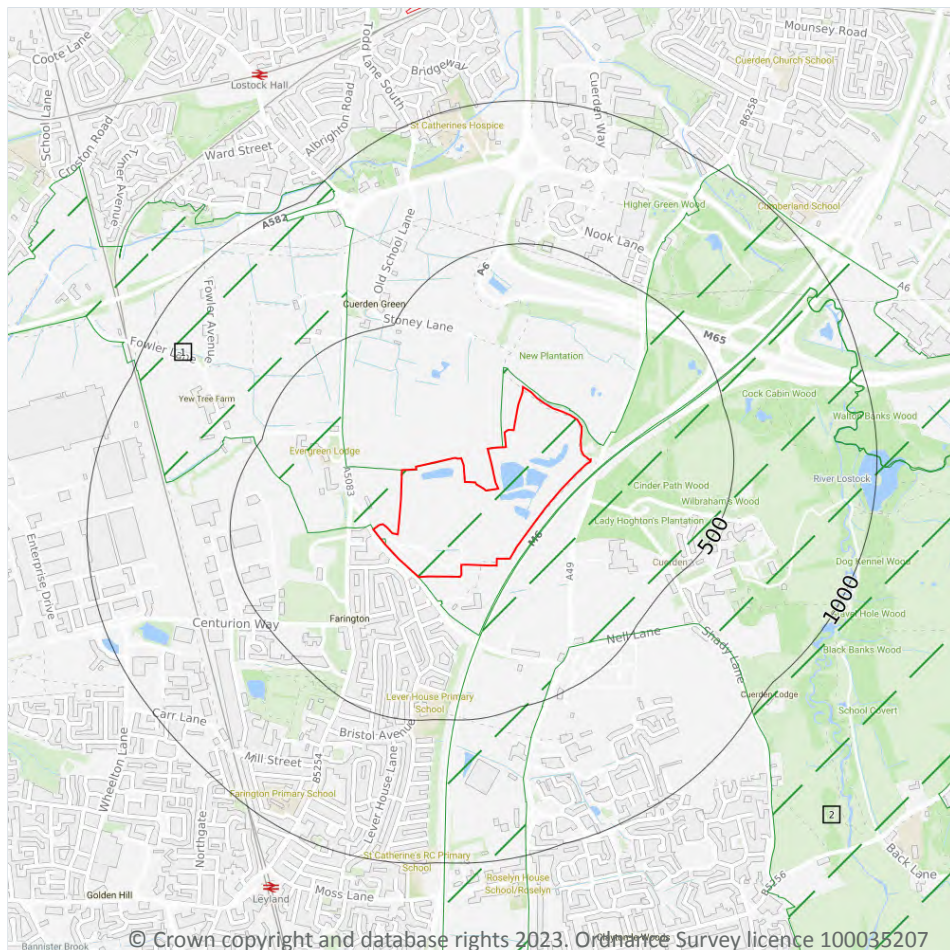 Mounsey Road
Coote Lane
Todd Lane South
Cuerden Church School
Bridgeway
Lostock Hall
School Lane
Albrighton Road
Cuerden Way
B6258
St Catherines Hospice
Croston Road
Turner Avenue
Ward Street
Higher Green Wood
Cumberland School
A582
Old School Lane
Nook Lane
A6
A6
Fowler Avenue
Cuerden Green
Stoney Lane
M65
Fowler Lane
1
New Plantation
Yew Tree Farm
Cock Cabin Wood
Walton Banks Wood
Evergreen Lodge
A5083
River Lostock
Cinder Path Wood
Wilbraham's Wood
Lady Hoghton's Plantation
500
M6
Enterprise Drive
A49
Cuerden
Dog Kennel Wood
1000
Centurion Way
Farington
Nell Lane
Shady Lane
Black Banks Wood
Lever House Primary
School
Cuerden Lodge
School Covert
Carr Lane
Bristol Avenue
Wheelton Lane
Mill Street
B5254
Lever House Lane
Farington Primary School
Northgate
2
St Catherine's RC Primary
School
Back Lane
Roselyn House
School/Roselyn
B5256
Golden Hill
Leyland
Moss Lane
Bannister Brook
© Crown copyright and database rights 2023. Ordnance Survey licence 100035207